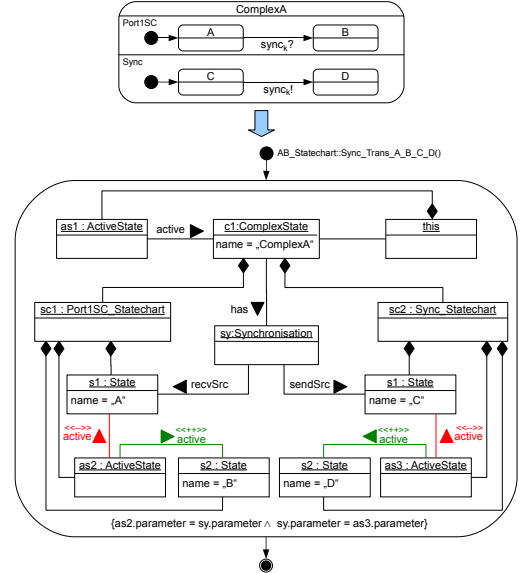 ComplexA
Port1SC
A
B
sync_k?
Sync
C
D
sync_k!
AB_Statechart::Sync_Trans_A_B_C_D()
as1 : ActiveState
active
c1:ComplexState
name = „ComplexA“
this
sc1 : Port1SC_Statechart
sc2 : Sync_Statechart
has
sy:Synchronisation
s1 : State
name = „A“
recvSrc
sendSrc
s1 : State
name = „C“
<<-->>
active
<<++>>
active
<<++>>
active
<<-->>
active
as2 : ActiveState
s2 : State
name = „B“
s2 : State
name = „D“
as3 : ActiveState
{as2.parameter = sy.parameter ∧ sy.parameter = as3.parameter}